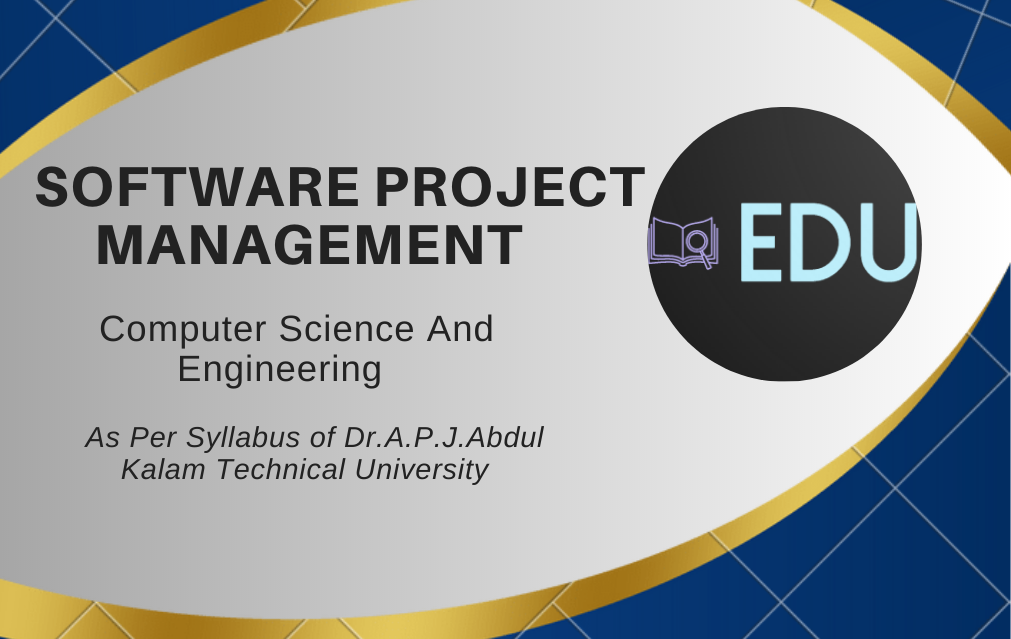 SOFTWARE PROJECT
MANAGEMENT
EDU
Computer Science And
Engineering
As Per Syllabus of Dr.A.P.J.Abdul
Kalam Technical University